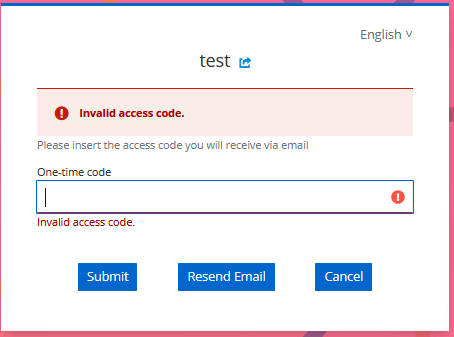 English
test
Invalid access code.
Please insert the access code you will receive via email
One-time code
Invalid access code.
Submit
Resend Email
Cancel